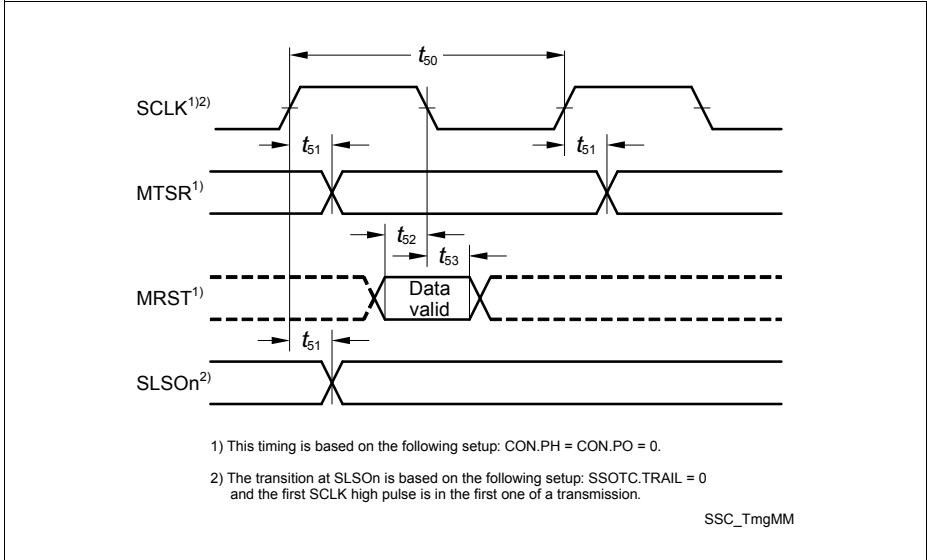 t50
SCLK1)2)
t51
t51
MTSR1)
t52
t53
MRST1)
Data
valid
t51
SLSOn2)
1) This timing is based on the following setup: CON.PH = CON.PO = 0.
2) The transition at SLSOn is based on the following setup: SSOTC.TRAIL = 0
and the first SCLK high pulse is in the first one of a transmission.
SSC_TmgMM